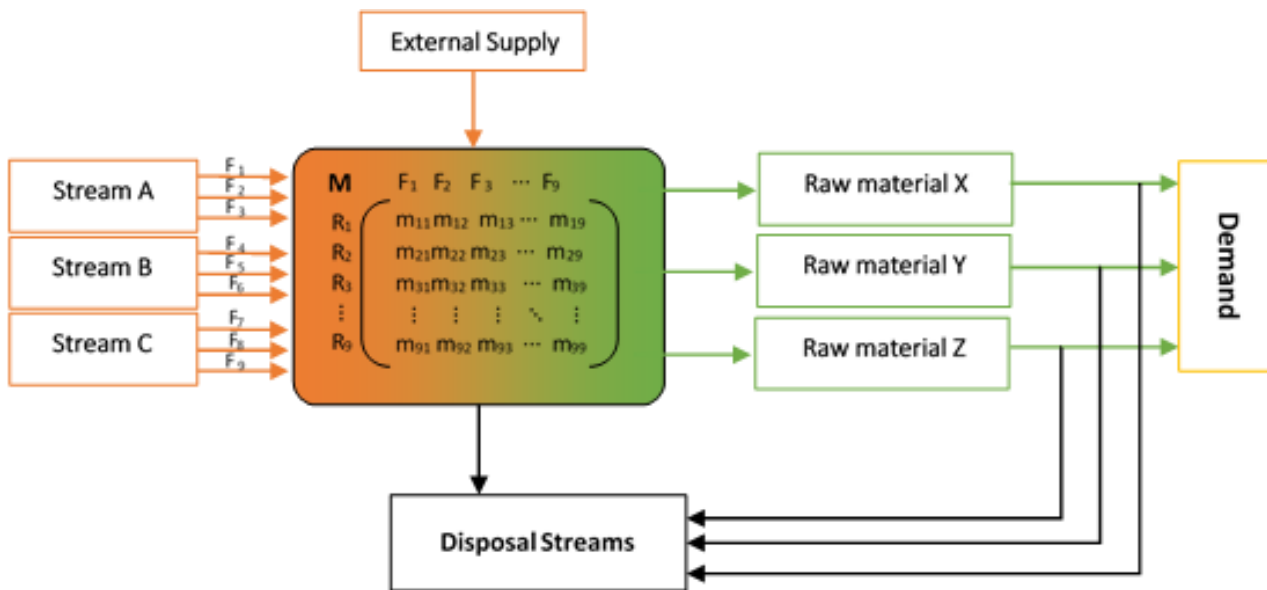 External Supply
Stream A
F₁
F₂
F₃
Stream B
F₄
F₅
F₆
Stream C
F₇
F₈
F₉
M F₁ F₂ F₃ ⋯ F₉
R₁ m₁₁ m₁₂ m₁₃ ⋯ m₁₉
R₂ m₂₁ m₂₂ m₂₃ ⋯ m₂₉
R₃ m₃₁ m₃₂ m₃₃ ⋯ m₃₉
⋮ ⋮ ⋮ ⋮ ⋱ ⋮
R₉ m₉₁ m₉₂ m₉₃ ⋯ m₉₉
Raw material X
Raw material Y
Raw material Z
Demand
Disposal Streams